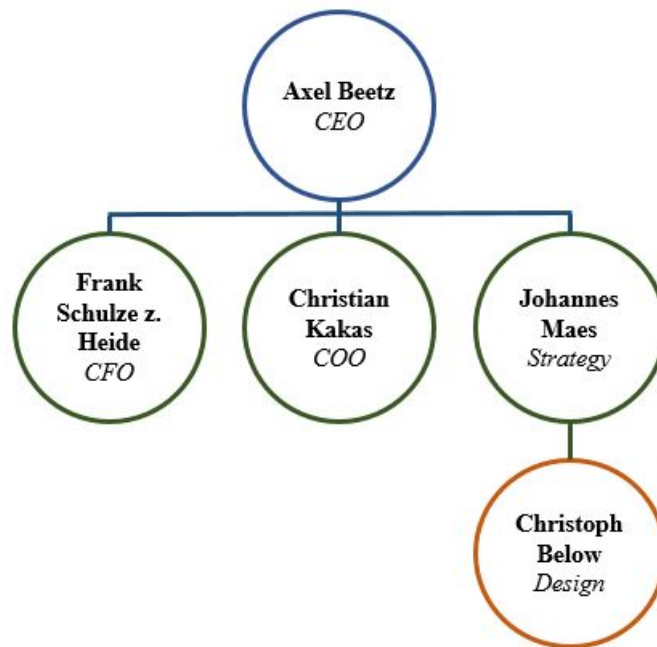 Axel Beetz
CEO
Frank
Schulze z.
Heide
CFO
Christian
Kakas
COO
Johannes
Maes
Strategy
Christoph
Below
Design